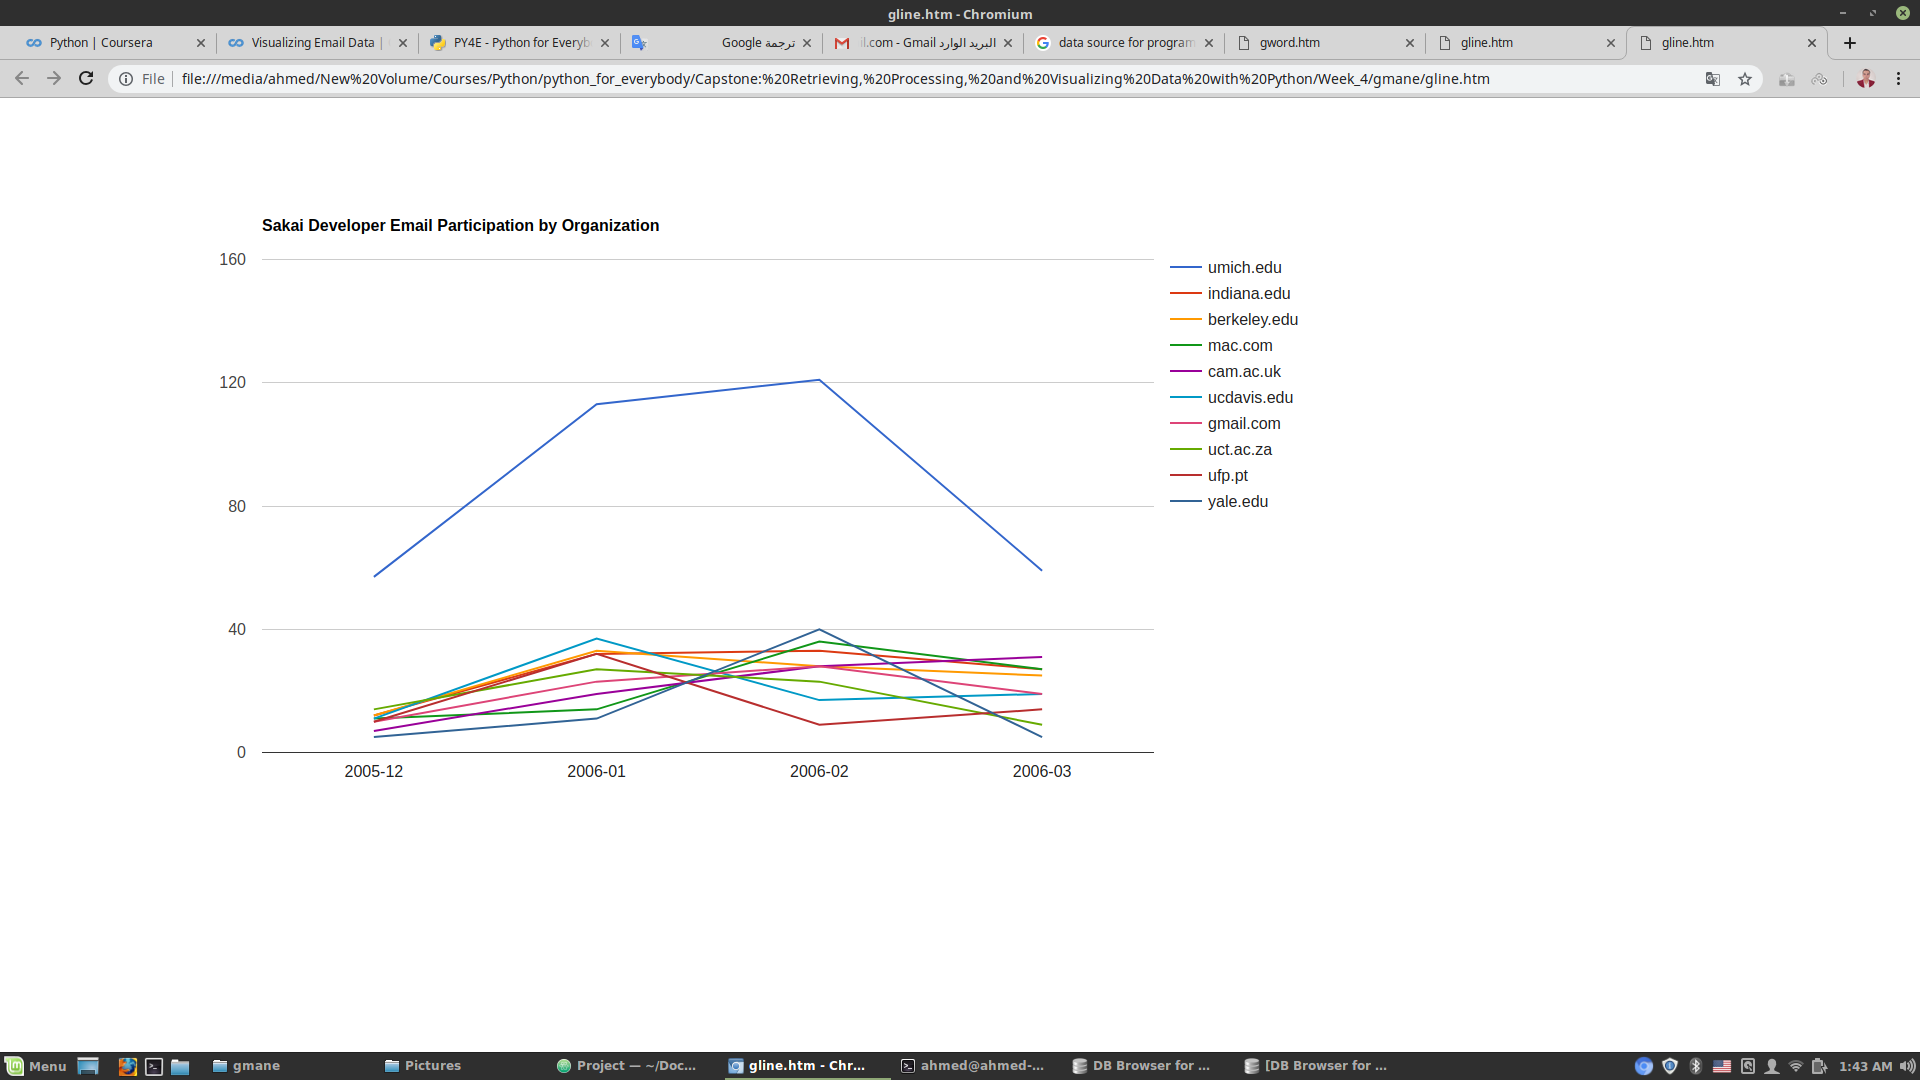 gline.htm - Chromium
Python | Coursera
Visualizing Email Data |
PY4E - Python for Everyb
ترجمة Google
البريد الوارد il.com - Gmail
data source for program
gword.htm
gline.htm
gline.htm
File
file:///media/ahmed/New%20Volume/Courses/Python/python_for_everybody/Capstone:%20Retrieving,%20Processing,%20and%20Visualizing%20Data%20with%20Python/Week_4/gmane/gline.htm
Sakai Developer Email Participation by Organization
160
120
80
40
0
2005-12
2006-01
2006-02
2006-03
umich.edu
indiana.edu
berkeley.edu
mac.com
cam.ac.uk
ucdavis.edu
gmail.com
uct.ac.za
ufp.pt
yale.edu
Menu
gmane
Pictures
Project — ~/Doc...
gline.htm - Chr...
ahmed@ahmed-...
DB Browser for ...
[DB Browser for ...
1:43 AM